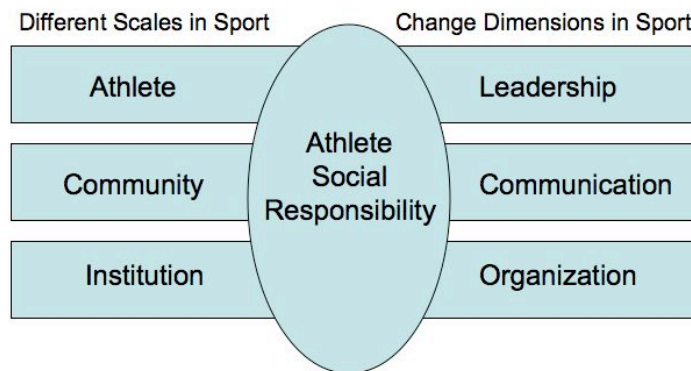 Different Scales in Sport
Change Dimensions in Sport
Athlete
Leadership
Athlete
Social
Responsibility
Community
Communication
Institution
Organization